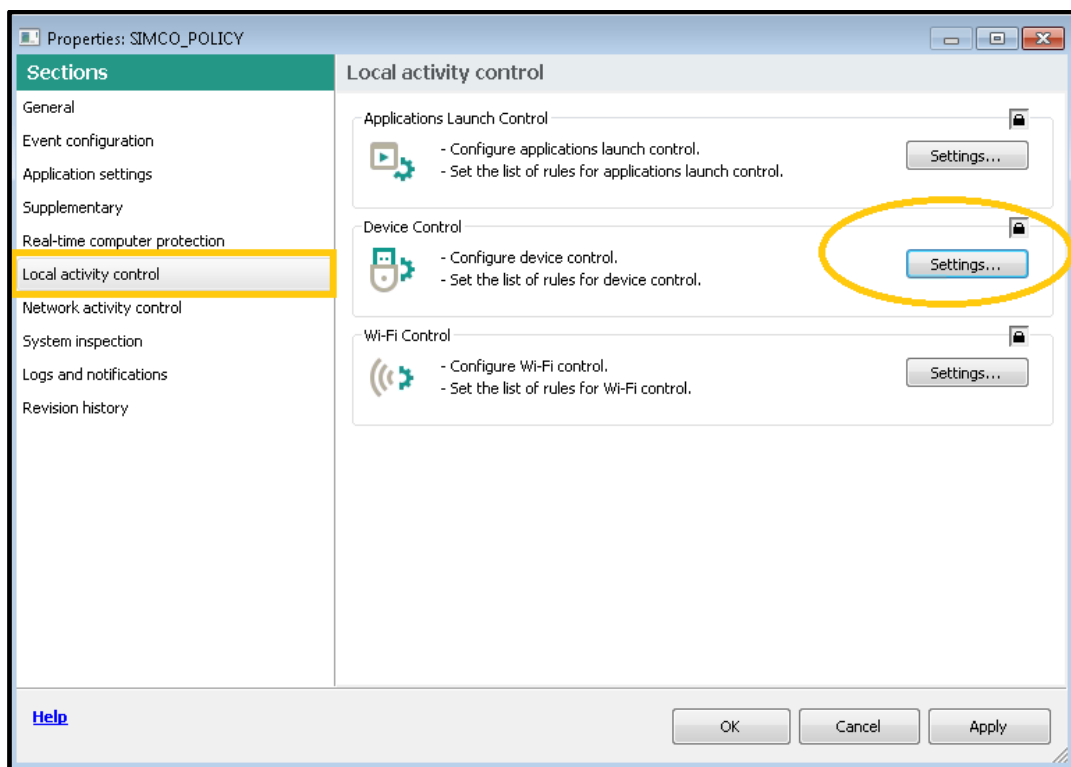 Properties: SIMCO_POLICY
Sections
General
Event configuration
Application settings
Supplementary
Real-time computer protection
Local activity control
Network activity control
System inspection
Logs and notifications
Revision history
Local activity control
Applications Launch Control
- Configure applications launch control.
- Set the list of rules for applications launch control.
Settings...
Device Control
- Configure device control.
- Set the list of rules for device control.
Settings...
Wi-Fi Control
- Configure Wi-Fi control.
- Set the list of rules for Wi-Fi control.
Settings...
Help
OK
Cancel
Apply